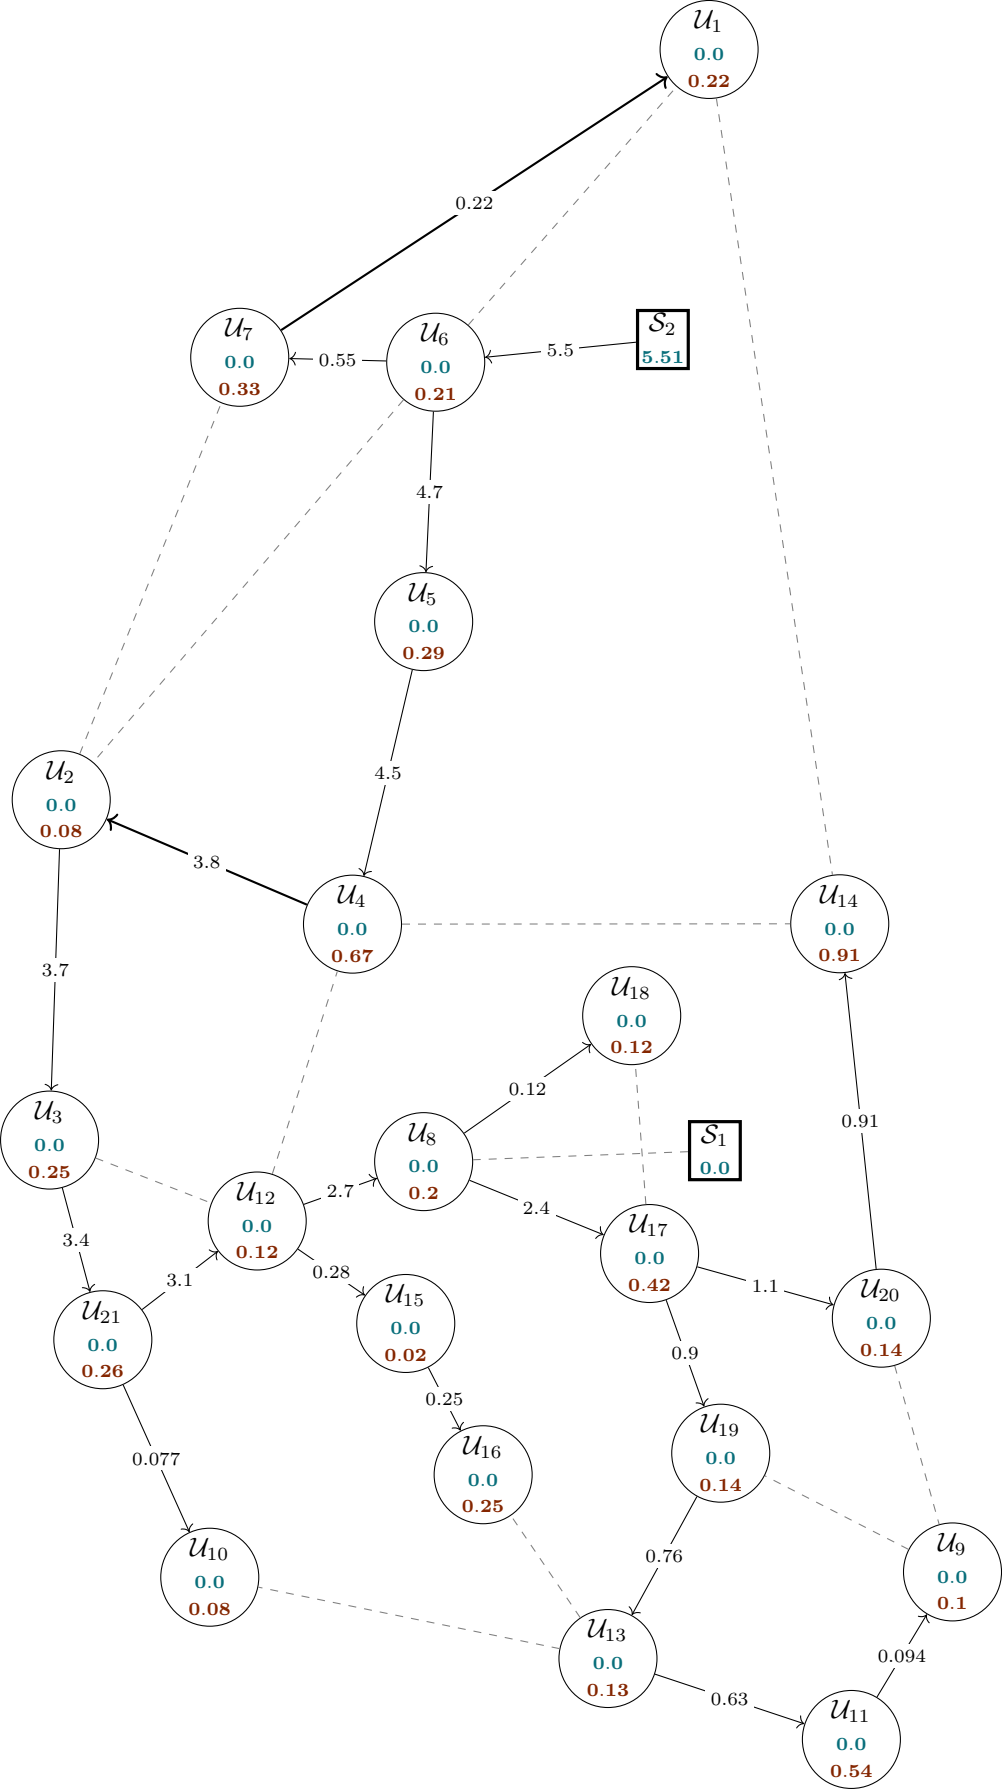 𝒰₁
0.0
0.22
0.22
𝒰₇
0.0
0.33
0.55
𝒰₆
0.0
0.21
5.5
𝒮₂
5.51
4.7
𝒰₅
0.0
0.29
4.5
𝒰₂
0.0
0.08
3.8
𝒰₄
0.0
0.67
𝒰₁₄
0.0
0.91
3.7
𝒰₁₈
0.0
0.12
0.12
𝒰₃
0.0
0.25
𝒰₈
0.0
0.2
𝒮₁
0.0
0.91
𝒰₁₂
0.0
0.12
2.7
2.4
𝒰₁₇
0.0
0.42
3.4
3.1
0.28
1.1
𝒰₂₁
0.0
0.26
𝒰₁₅
0.0
0.02
𝒰₂₀
0.0
0.14
0.9
0.25
0.077
𝒰₁₆
0.0
0.25
𝒰₁₉
0.0
0.14
0.76
𝒰₁₀
0.0
0.08
𝒰₉
0.0
0.1
𝒰₁₃
0.0
0.13
0.094
0.63
𝒰₁₁
0.0
0.54